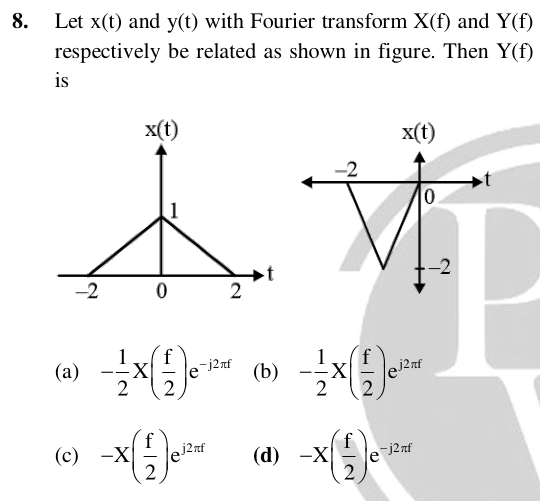 8. Let x(t) and y(t) with Fourier transform X(f) and Y(f)
respectively be related as shown in figure. Then Y(f)
is
x(t)
1
t
–2 0 2
x(t)
–2
t
0
–2
(a) –1/2 X(f/2) e^(–j2πf) (b) –1/2 X(f/2) e^(j2πf)
(c) –X(f/2) e^(j2πf) (d) –X(f/2) e^(–j2πf)